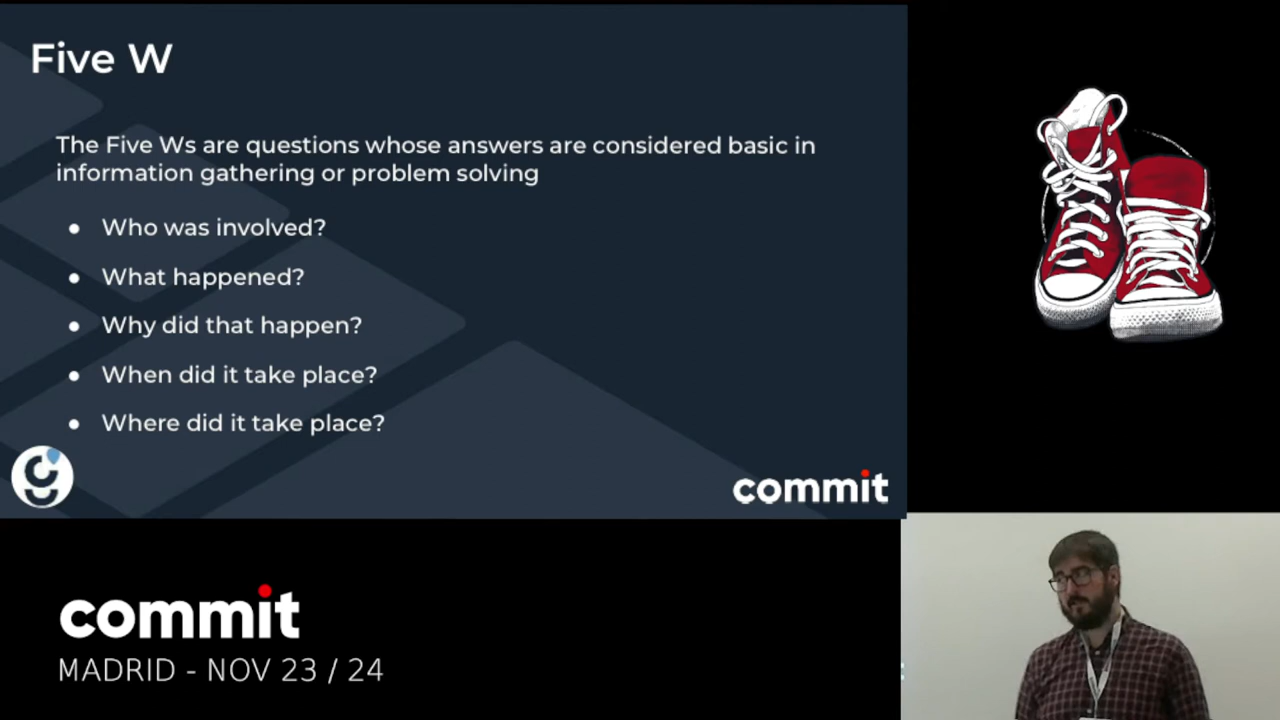 Five W
The Five Ws are questions whose answers are considered basic in
information gathering or problem solving
● Who was involved?
● What happened?
● Why did that happen?
● When did it take place?
● Where did it take place?
commit
commit
MADRID - NOV 23 / 24